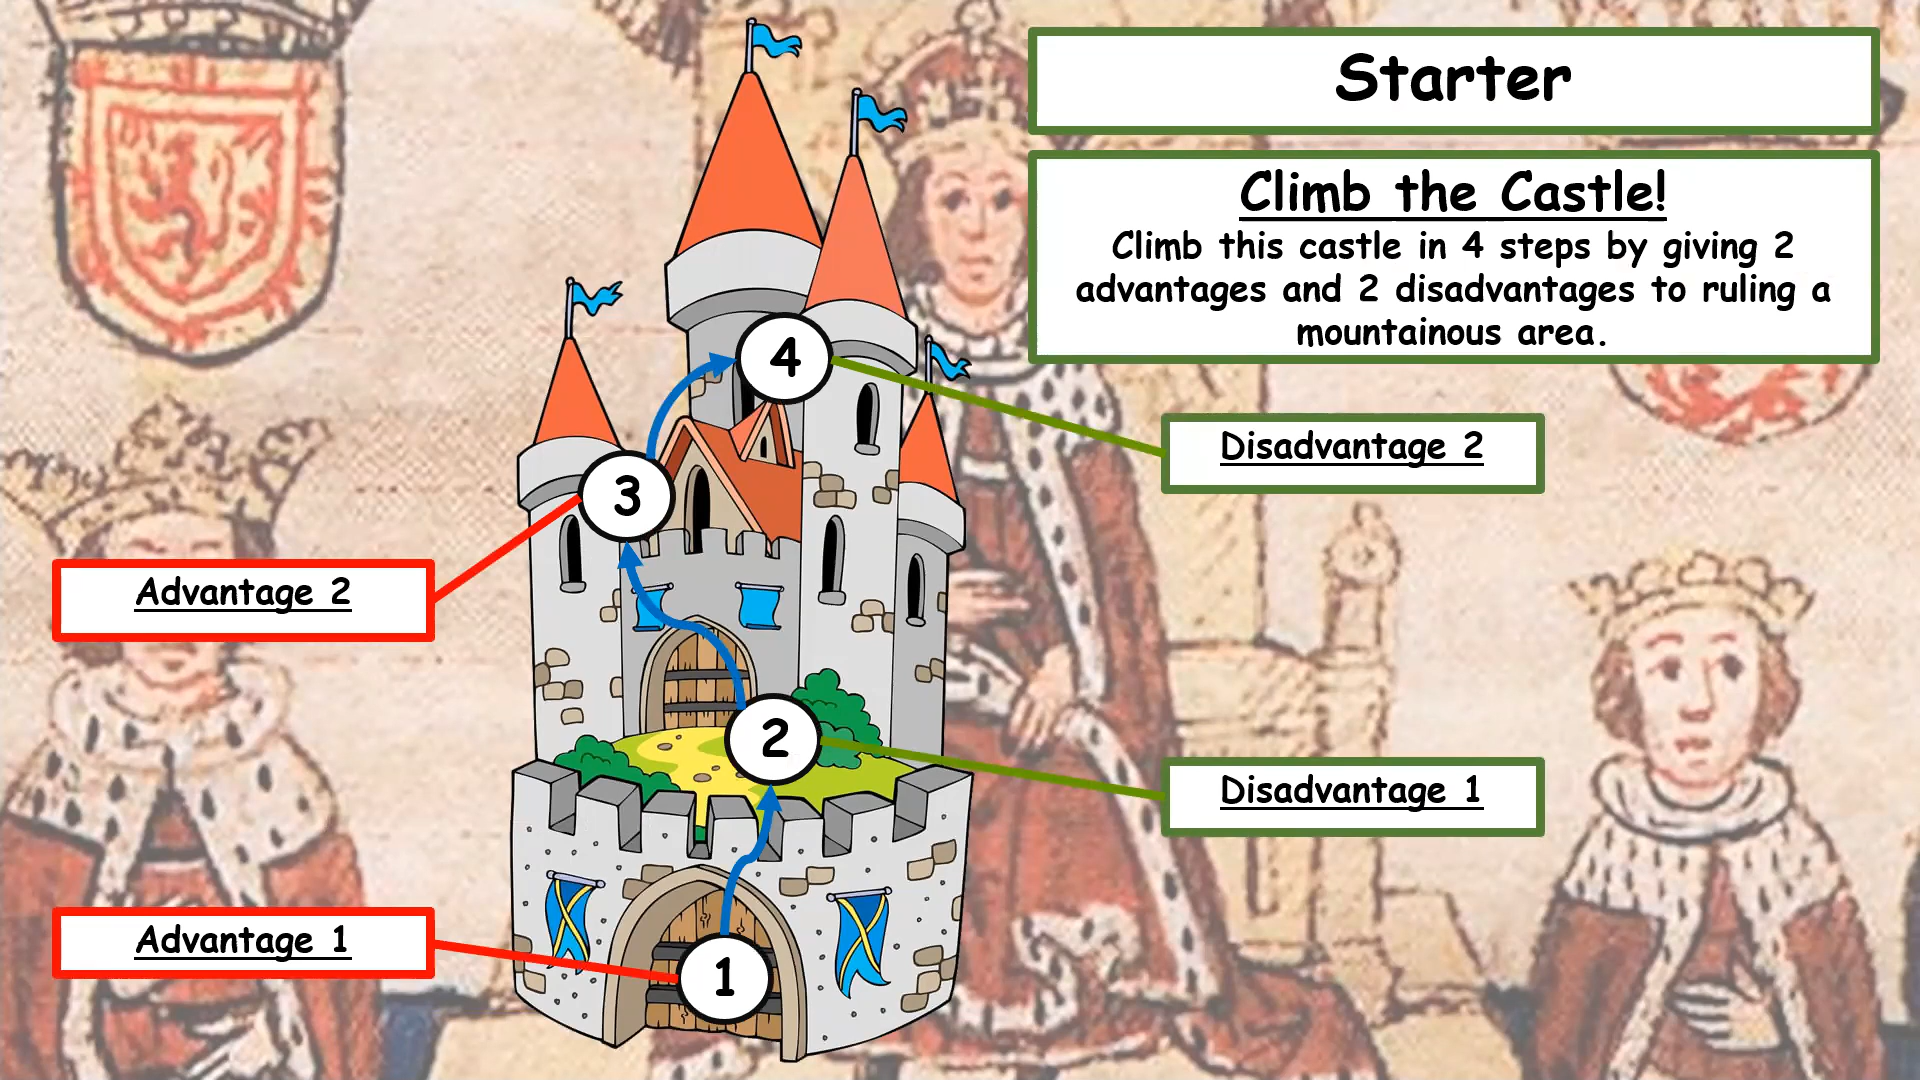 Starter
Climb the Castle!
Climb this castle in 4 steps by giving 2
advantages and 2 disadvantages to ruling a
mountainous area.
4
Disadvantage 2
3
Advantage 2
2
Disadvantage 1
Advantage 1
1